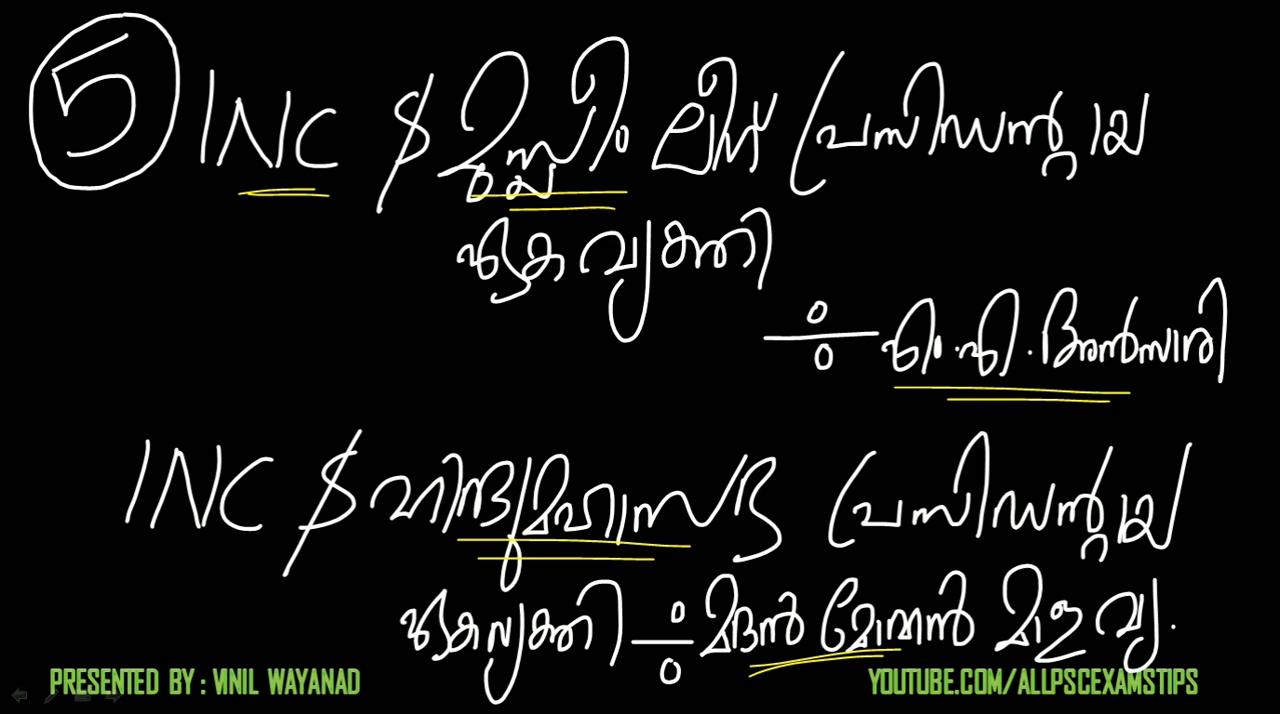 5 INC $ മുസ്ലീം ലീഗ് പ്രസിഡന്റായ
ഏക വ്യക്തി
÷ എം.എ.അൻസാരി
INC $ ഹിന്ദുമഹാസഭ പ്രസിഡന്റായ
ഏകവ്യക്തി ÷ മദൻ മോഹൻ മാളവ്യ.
PRESENTED BY : VINIL WAYANAD
YOUTUBE.COM/ALLPSCEXAMSTIPS